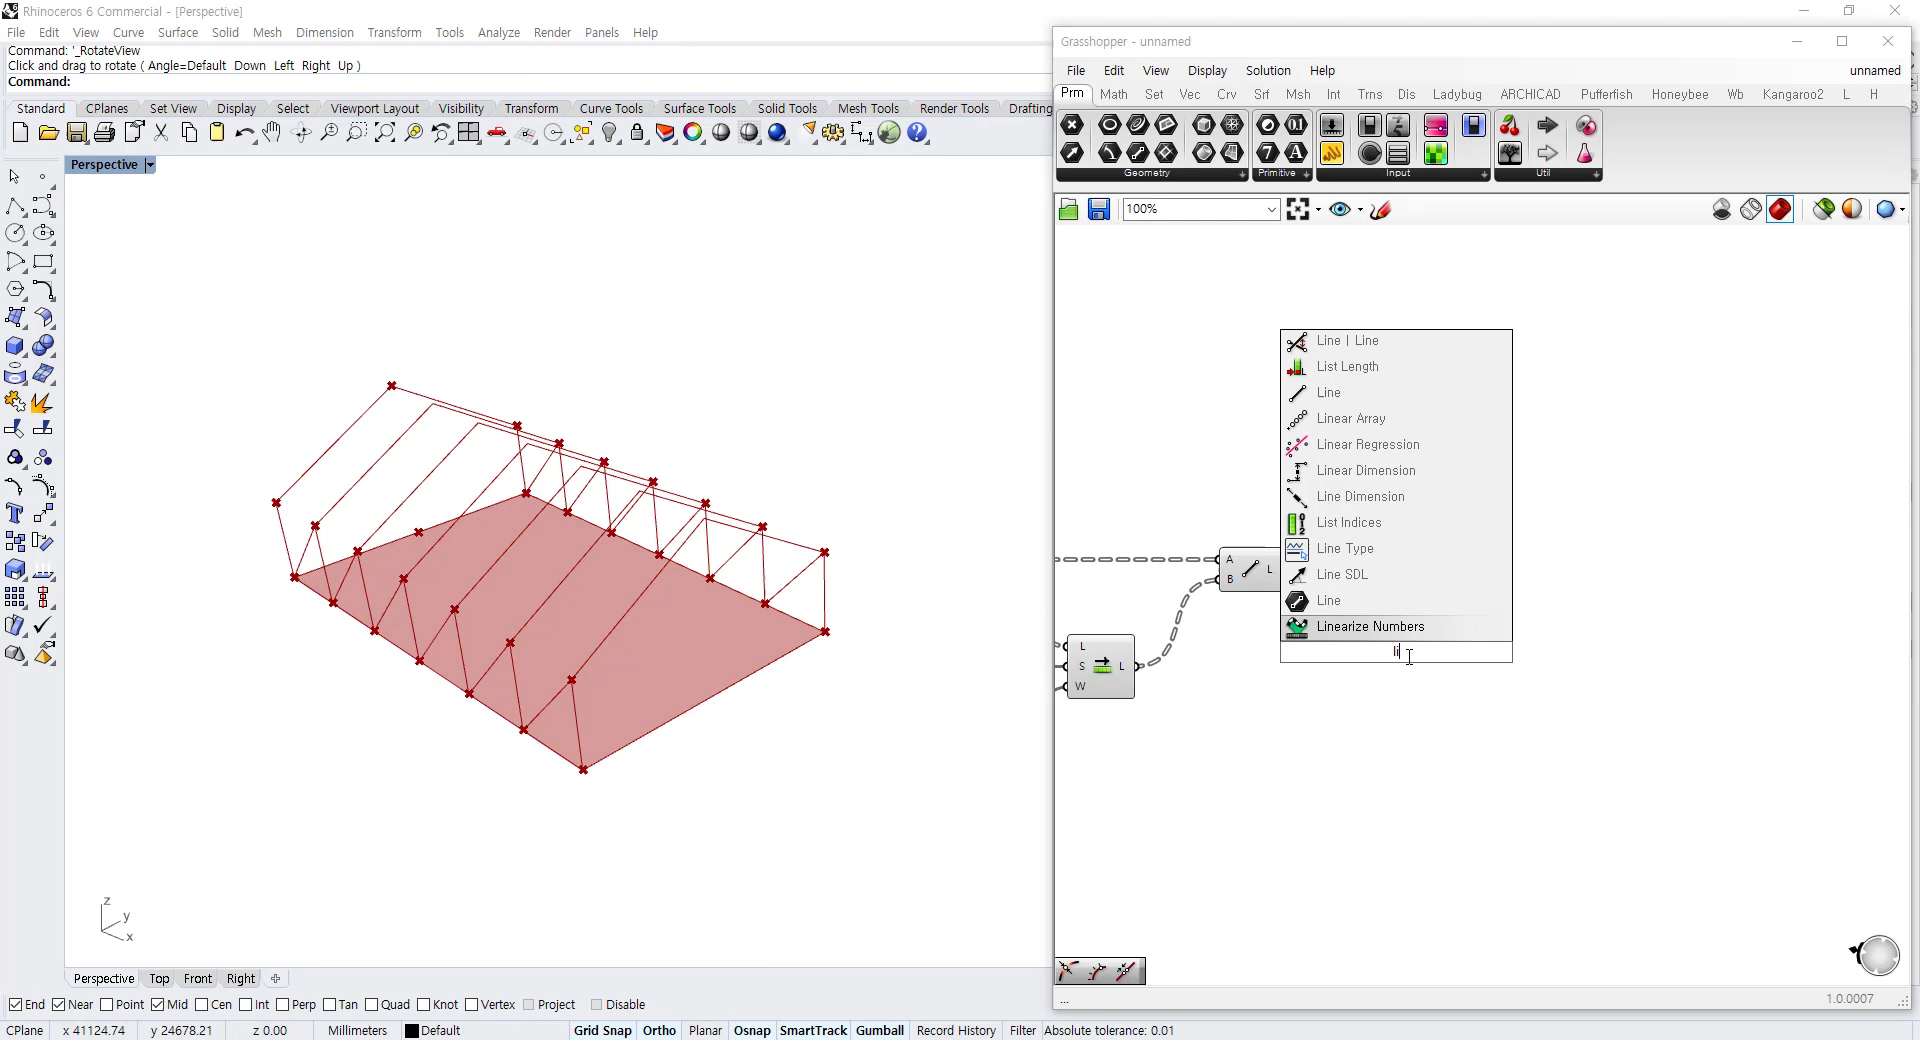 Rhinoceros 6 Commercial - [Perspective]
File Edit View Curve Surface Solid Mesh Dimension Transform Tools Analyze Render Panels Help
Command: '_RotateView
Click and drag to rotate ( Angle=Default Down Left Right Up )
Command:
Standard CPlanes Set View Display Select Viewport Layout Visibility Transform Curve Tools Surface Tools Solid Tools Mesh Tools Render Tools Drafting
Perspective
z
y
x
Perspective Top Front Right
End Near Point Mid Cen Int Perp Tan Quad Knot Vertex Project Disable
CPlane x 41124.74 y 24678.21 z 0.00 Millimeters Default Grid Snap Ortho Planar Osnap SmartTrack Gumball Record History Filter Absolute tolerance: 0.01
Grasshopper - unnamed
File Edit View Display Solution Help unnamed
Prm Math Set Vec Crv Srf Msh Int Trns Dis Ladybug ARCHICAD Pufferfish Honeybee Wb Kangaroo2 L H
Geometry Primitive Input Util
100%
Line | Line
List Length
Line
Linear Array
Linear Regression
Linear Dimension
Line Dimension
List Indices
Line Type
Line SDL
Line
Linearize Numbers
li
A
B
L
L
S
W
L
... 1.0.0007